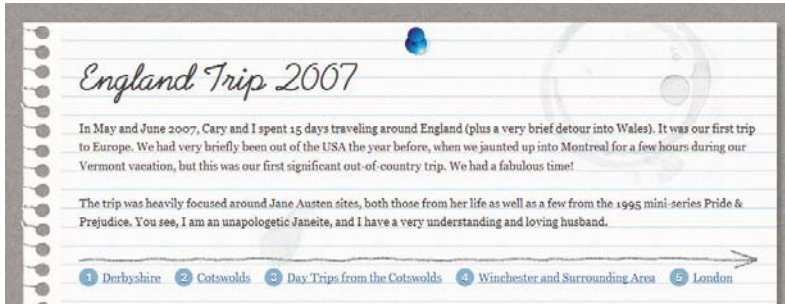 England Trip 2007
In May and June 2007, Cary and I spent 15 days traveling around England (plus a very brief detour into Wales). It was our first trip
to Europe. We had very briefly been out of the USA the year before, when we jaunted up into Montreal for a few hours during our
Vermont vacation, but this was our first significant out-of-country trip. We had a fabulous time!
The trip was heavily focused around Jane Austen sites, both those from her life as well as a few from the 1995 mini-series Pride &
Prejudice. You see, I am an unapologetic Janeite, and I have a very understanding and loving husband.
1 Derbyshire 2 Cotswolds 3 Day Trips from the Cotswolds 4 Winchester and Surrounding Area 5 London